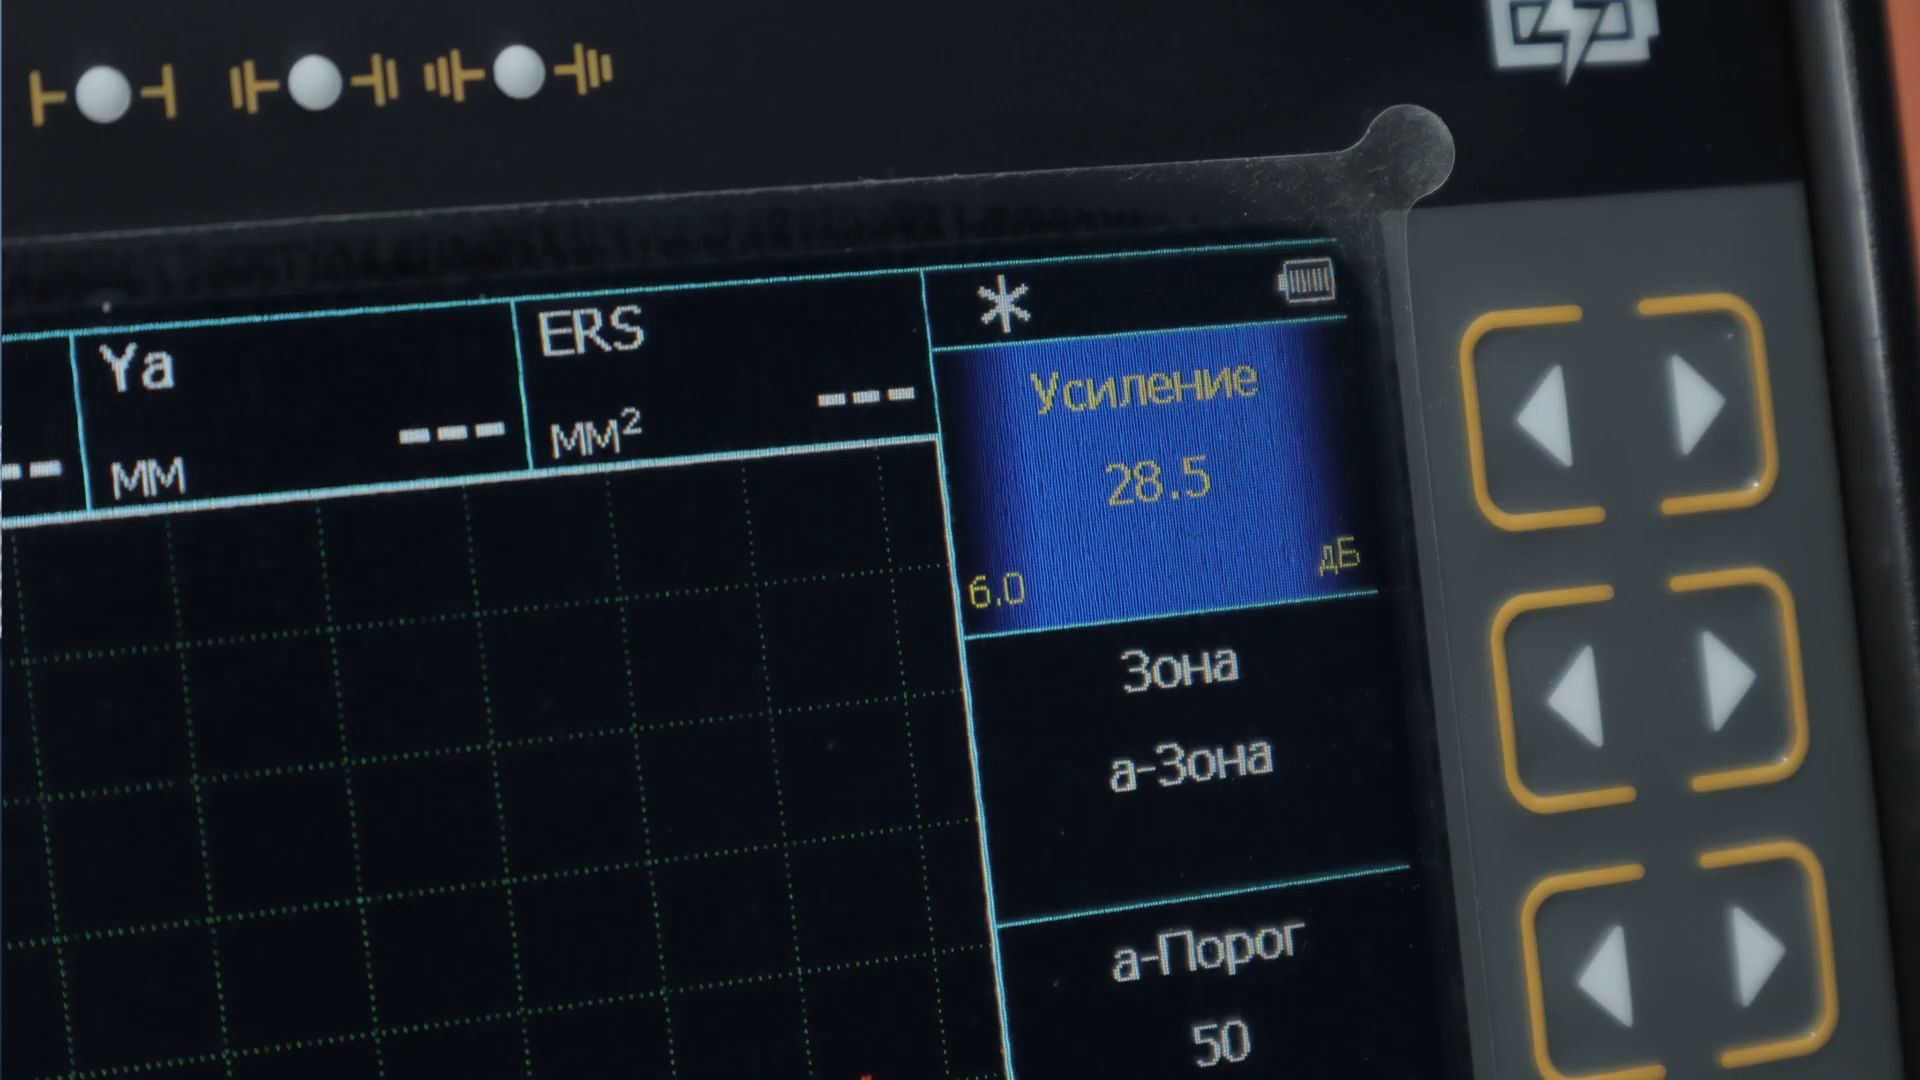 Ya
---
мм
ERS
---
мм²
*
Усиление
28.5
6.0
дБ
Зона
а-Зона
а-Порог
50